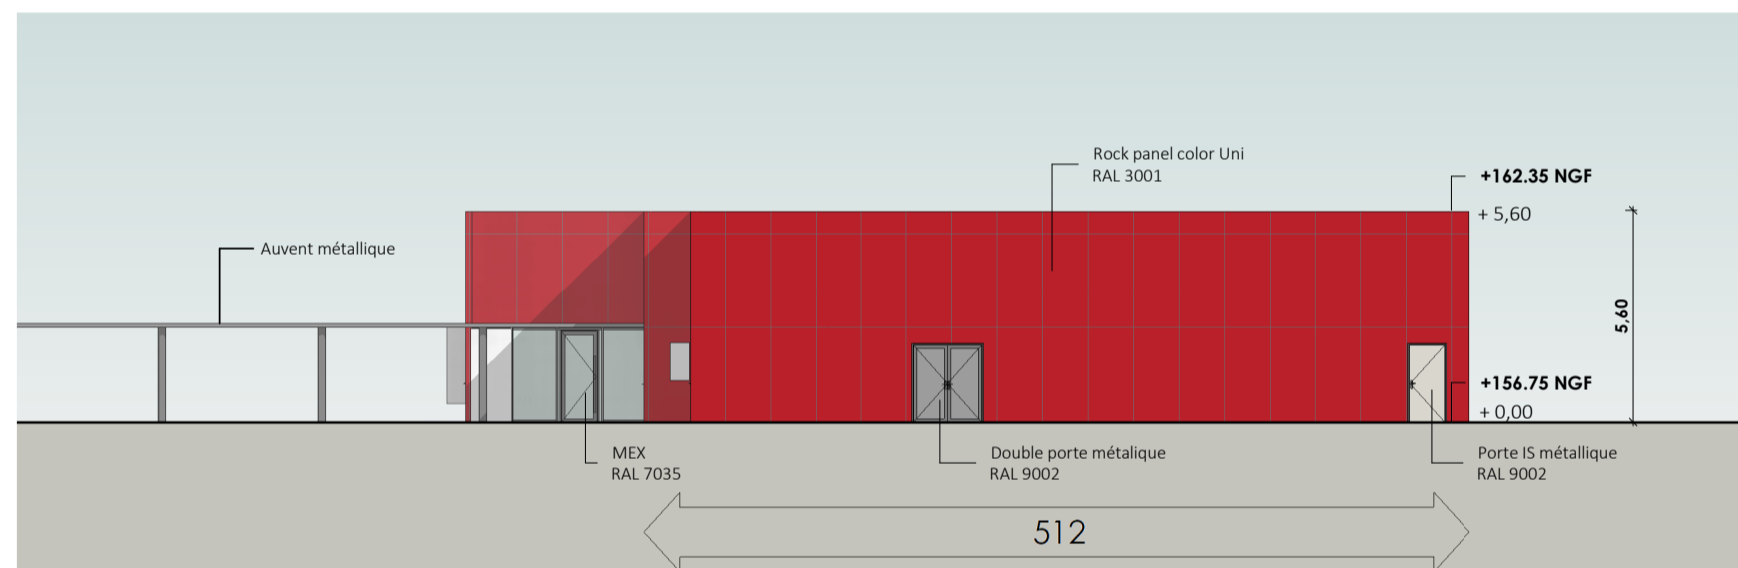 Rock panel color Uni
RAL 3001
+162.35 NGF
+ 5,60
Auvent métallique
5,60
+156.75 NGF
+ 0,00
MEX
RAL 7035
Double porte métalique
RAL 9002
Porte IS métallique
RAL 9002
512